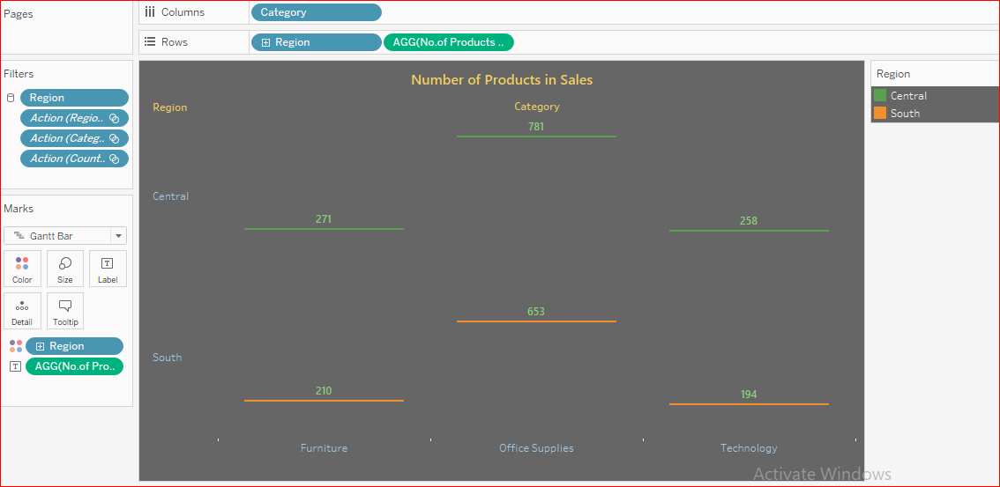 Pages
Columns
Category
Rows
Region
AGG(No.of Products ..
Filters
Region
Action (Regio..
Action (Categ..
Action (Count..
Marks
Gantt Bar
Color
Size
Label
Detail
Tooltip
Region
AGG(No.of Pro..
Number of Products in Sales
Region
Category
781
Central
271
258
653
South
210
194
Furniture
Office Supplies
Technology
Region
Central
South
Activate Windows